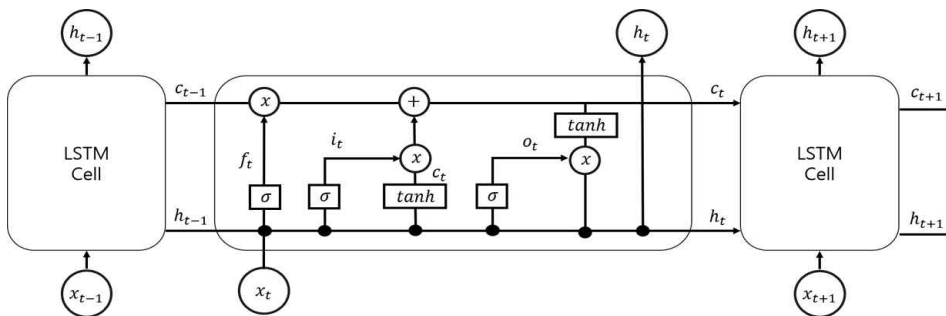 h_{t-1}
h_t
h_{t+1}
c_{t-1}
x
+
c_t
c_{t+1}
tanh
LSTM
Cell
f_t
i_t
x
c_t
o_t
x
LSTM
Cell
σ
σ
tanh
σ
h_{t-1}
h_t
h_{t+1}
x_{t-1}
x_t
x_{t+1}